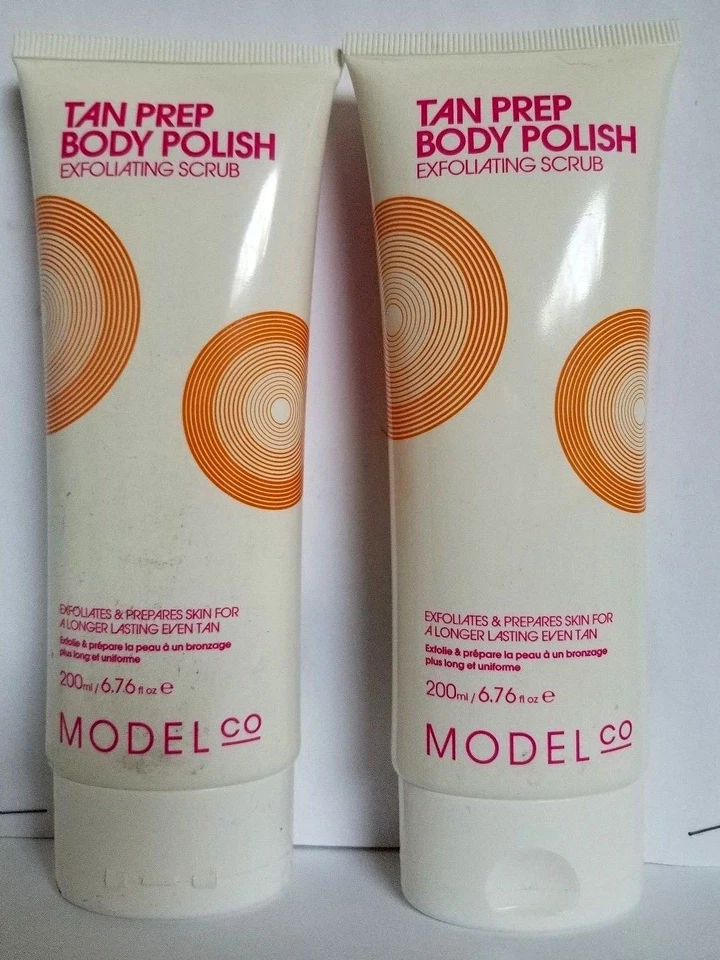 TAN PREP
BODY POLISH
EXFOLIATING SCRUB
EXFOLIATES & PREPARES SKIN FOR
A LONGER LASTING EVEN TAN
Exfolie & prépare la peau à un bronzage
plus long et uniforme
200ml / 6.76 fl oz e
MODEL CO
TAN PREP
BODY POLISH
EXFOLIATING SCRUB
EXFOLIATES & PREPARES SKIN FOR
A LONGER LASTING EVEN TAN
Exfolie & prépare la peau à un bronzage
plus long et uniforme
200ml / 6.76 fl oz e
MODEL CO